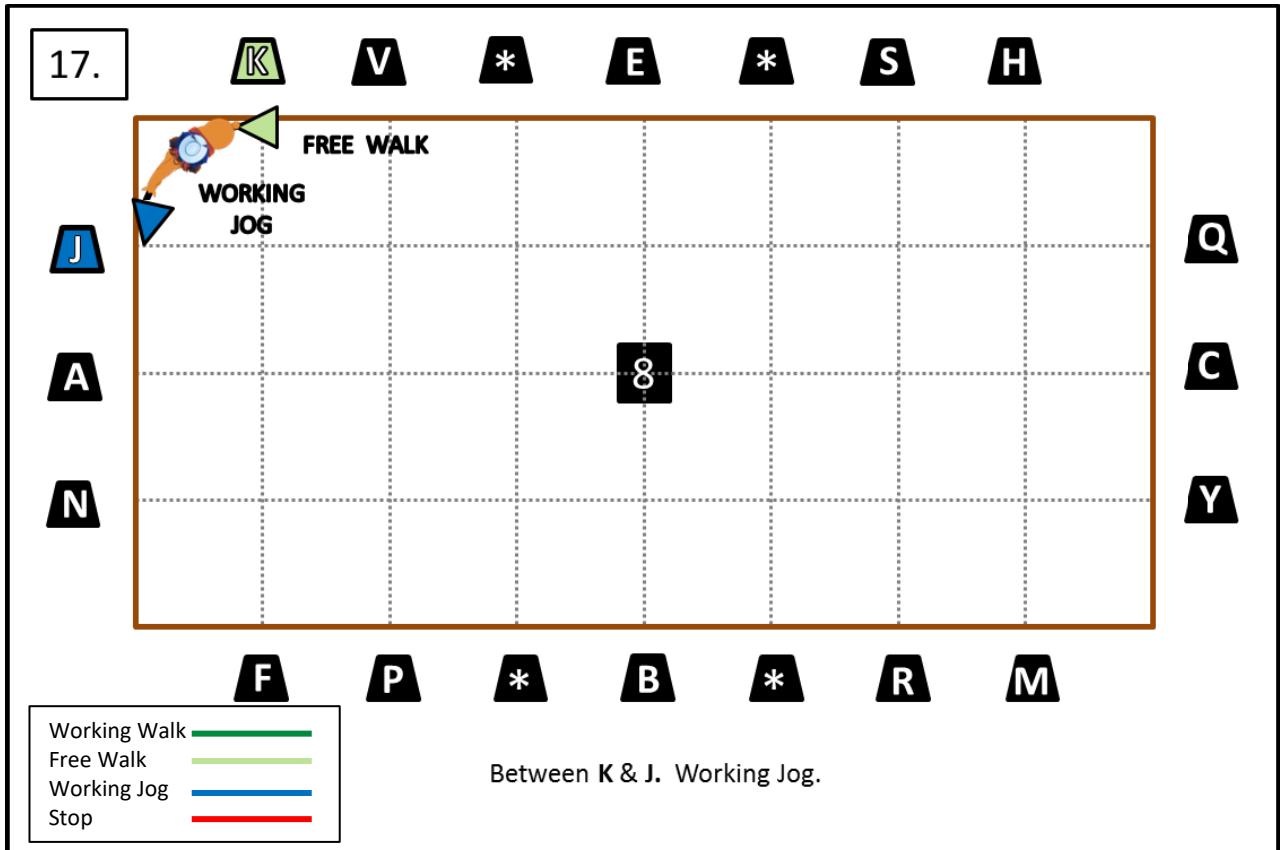 17.
K V * E * S H
FREE WALK
WORKING
JOG
J
Q
A
8
C
N
Y
F P * B * R M
Working Walk
Free Walk
Working Jog
Stop
Between K & J. Working Jog.